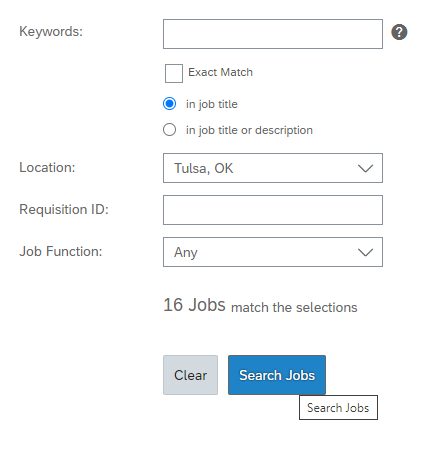 Keywords:
?
Exact Match
in job title
in job title or description
Location:
Tulsa, OK
Requisition ID:
Job Function:
Any
16 Jobs match the selections
Clear
Search Jobs
Search Jobs